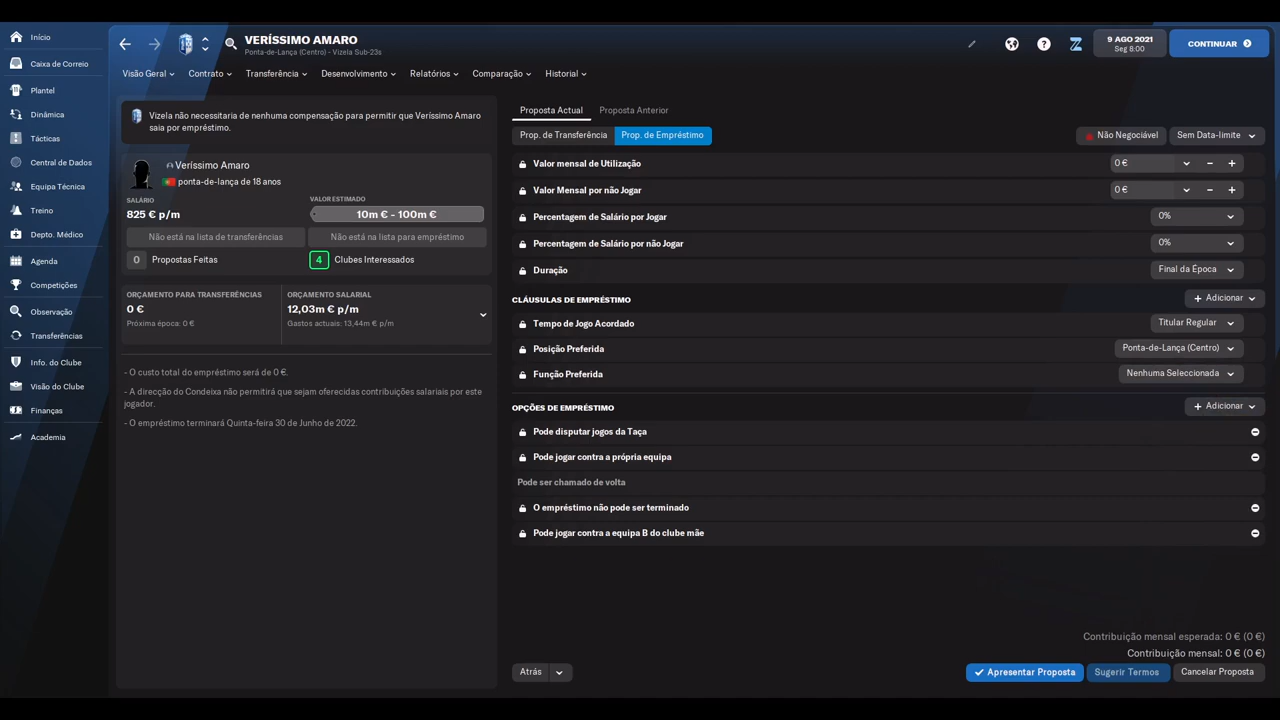 Início
Caixa de Correio
Plantel
Dinâmica
Tácticas
Central de Dados
Equipa Técnica
Treino
Depto. Médico
Agenda
Competições
Observação
Transferências
Info. do Clube
Visão do Clube
Finanças
Academia
VERÍSSIMO AMARO
Ponta-de-Lança (Centro) - Vizela Sub-23s
9 AGO 2021
Seg 8:00
CONTINUAR
Visão Geral
Contrato
Transferência
Desenvolvimento
Relatórios
Comparação
Historial
Vizela não necessitaria de nenhuma compensação para permitir que Veríssimo Amaro
saia por empréstimo.
Veríssimo Amaro
ponta-de-lança de 18 anos
SALÁRIO
825 € p/m
VALOR ESTIMADO
10m € - 100m €
Não está na lista de transferências
Não está na lista para empréstimo
0 Propostas Feitas
4 Clubes Interessados
ORÇAMENTO PARA TRANSFERÊNCIAS
0 €
Próxima época: 0 €
ORÇAMENTO SALARIAL
12,03m € p/m
Gastos actuais: 13,44m € p/m
- O custo total do empréstimo será de 0 €.
- A direcção do Condeixa não permitirá que sejam oferecidas contribuições salariais por este
jogador.
- O empréstimo terminará Quinta-feira 30 de Junho de 2022.
Proposta Actual
Proposta Anterior
Prop. de Transferência
Prop. de Empréstimo
Não Negociável
Sem Data-limite
Valor mensal de Utilização
0 €
Valor Mensal por não Jogar
0 €
Percentagem de Salário por Jogar
0%
Percentagem de Salário por não Jogar
0%
Duração
Final da Época
CLÁUSULAS DE EMPRÉSTIMO
Adicionar
Tempo de Jogo Acordado
Titular Regular
Posição Preferida
Ponta-de-Lança (Centro)
Função Preferida
Nenhuma Seleccionada
OPÇÕES DE EMPRÉSTIMO
Adicionar
Pode disputar jogos da Taça
Pode jogar contra a própria equipa
Pode ser chamado de volta
O empréstimo não pode ser terminado
Pode jogar contra a equipa B do clube mãe
Contribuição mensal esperada: 0 € (0 €)
Contribuição mensal: 0 € (0 €)
Atrás
Apresentar Proposta
Sugerir Termos
Cancelar Proposta